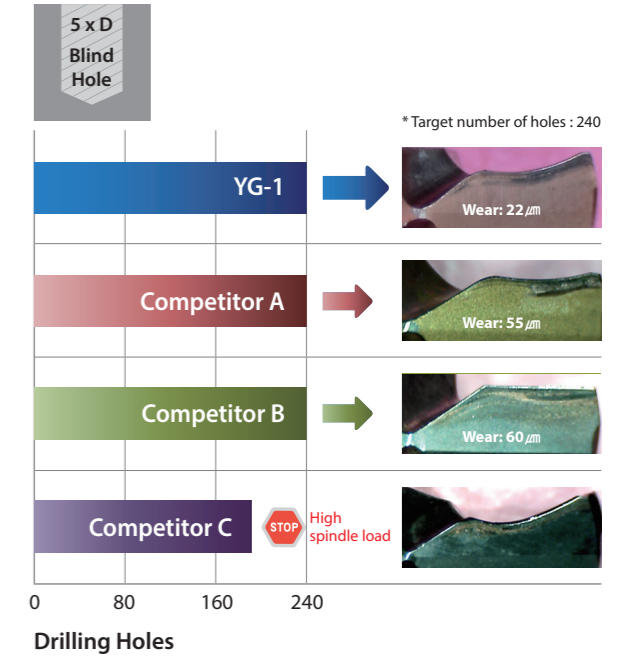 5 x D
Blind
Hole
* Target number of holes : 240
YG-1
Wear: 22㎛
Competitor A
Wear: 55㎛
Competitor B
Wear: 60㎛
Competitor C
STOP
High
spindle load
0 80 160 240
Drilling Holes